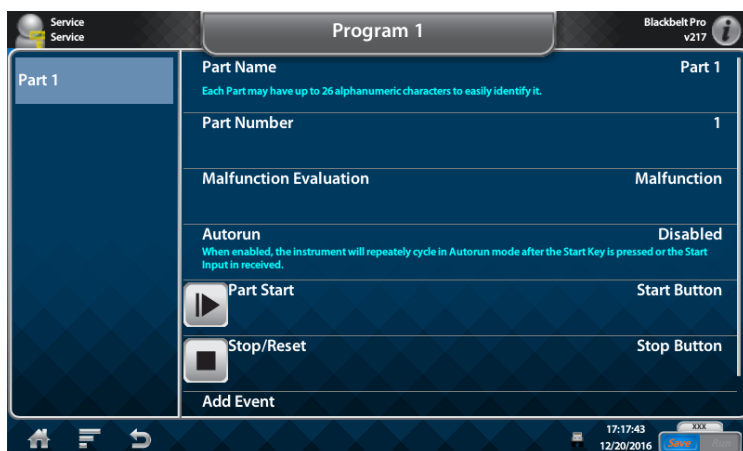 Service
Service
Program 1
Blackbelt Pro
v217
Part 1
Part Name
Part 1
Each Part may have up to 26 alphanumeric characters to easily identify it.
Part Number
1
Malfunction Evaluation
Malfunction
Autorun
Disabled
When enabled, the instrument will repeately cycle in Autorun mode after the Start Key is pressed or the Start
Input in received.
Part Start
Start Button
Stop/Reset
Stop Button
Add Event
17:17:43
12/20/2016
XXX
Save
Run